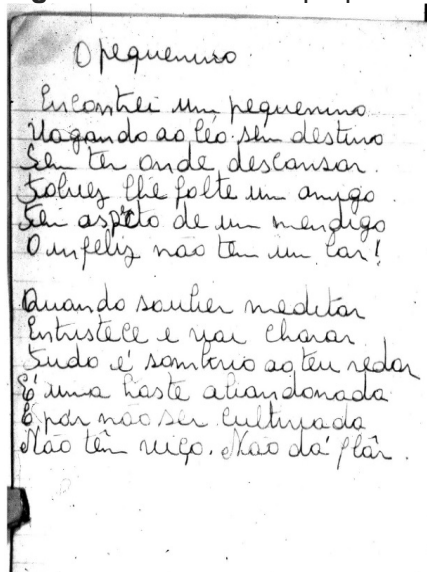 O pequenino
Encontrei um pequenino
Vagando ao léo sem destino
Sem ter onde descansar.
Talvez lhe falte um amigo
Tem aspecto de um mendigo
O infeliz não tem um lar!
Quando souber meditar
Entristece e vai chorar
Tudo é sombrio ao teu redor
É uma haste abandonada
E por não ser cultivada
Não têm viço. Não dá flôr.